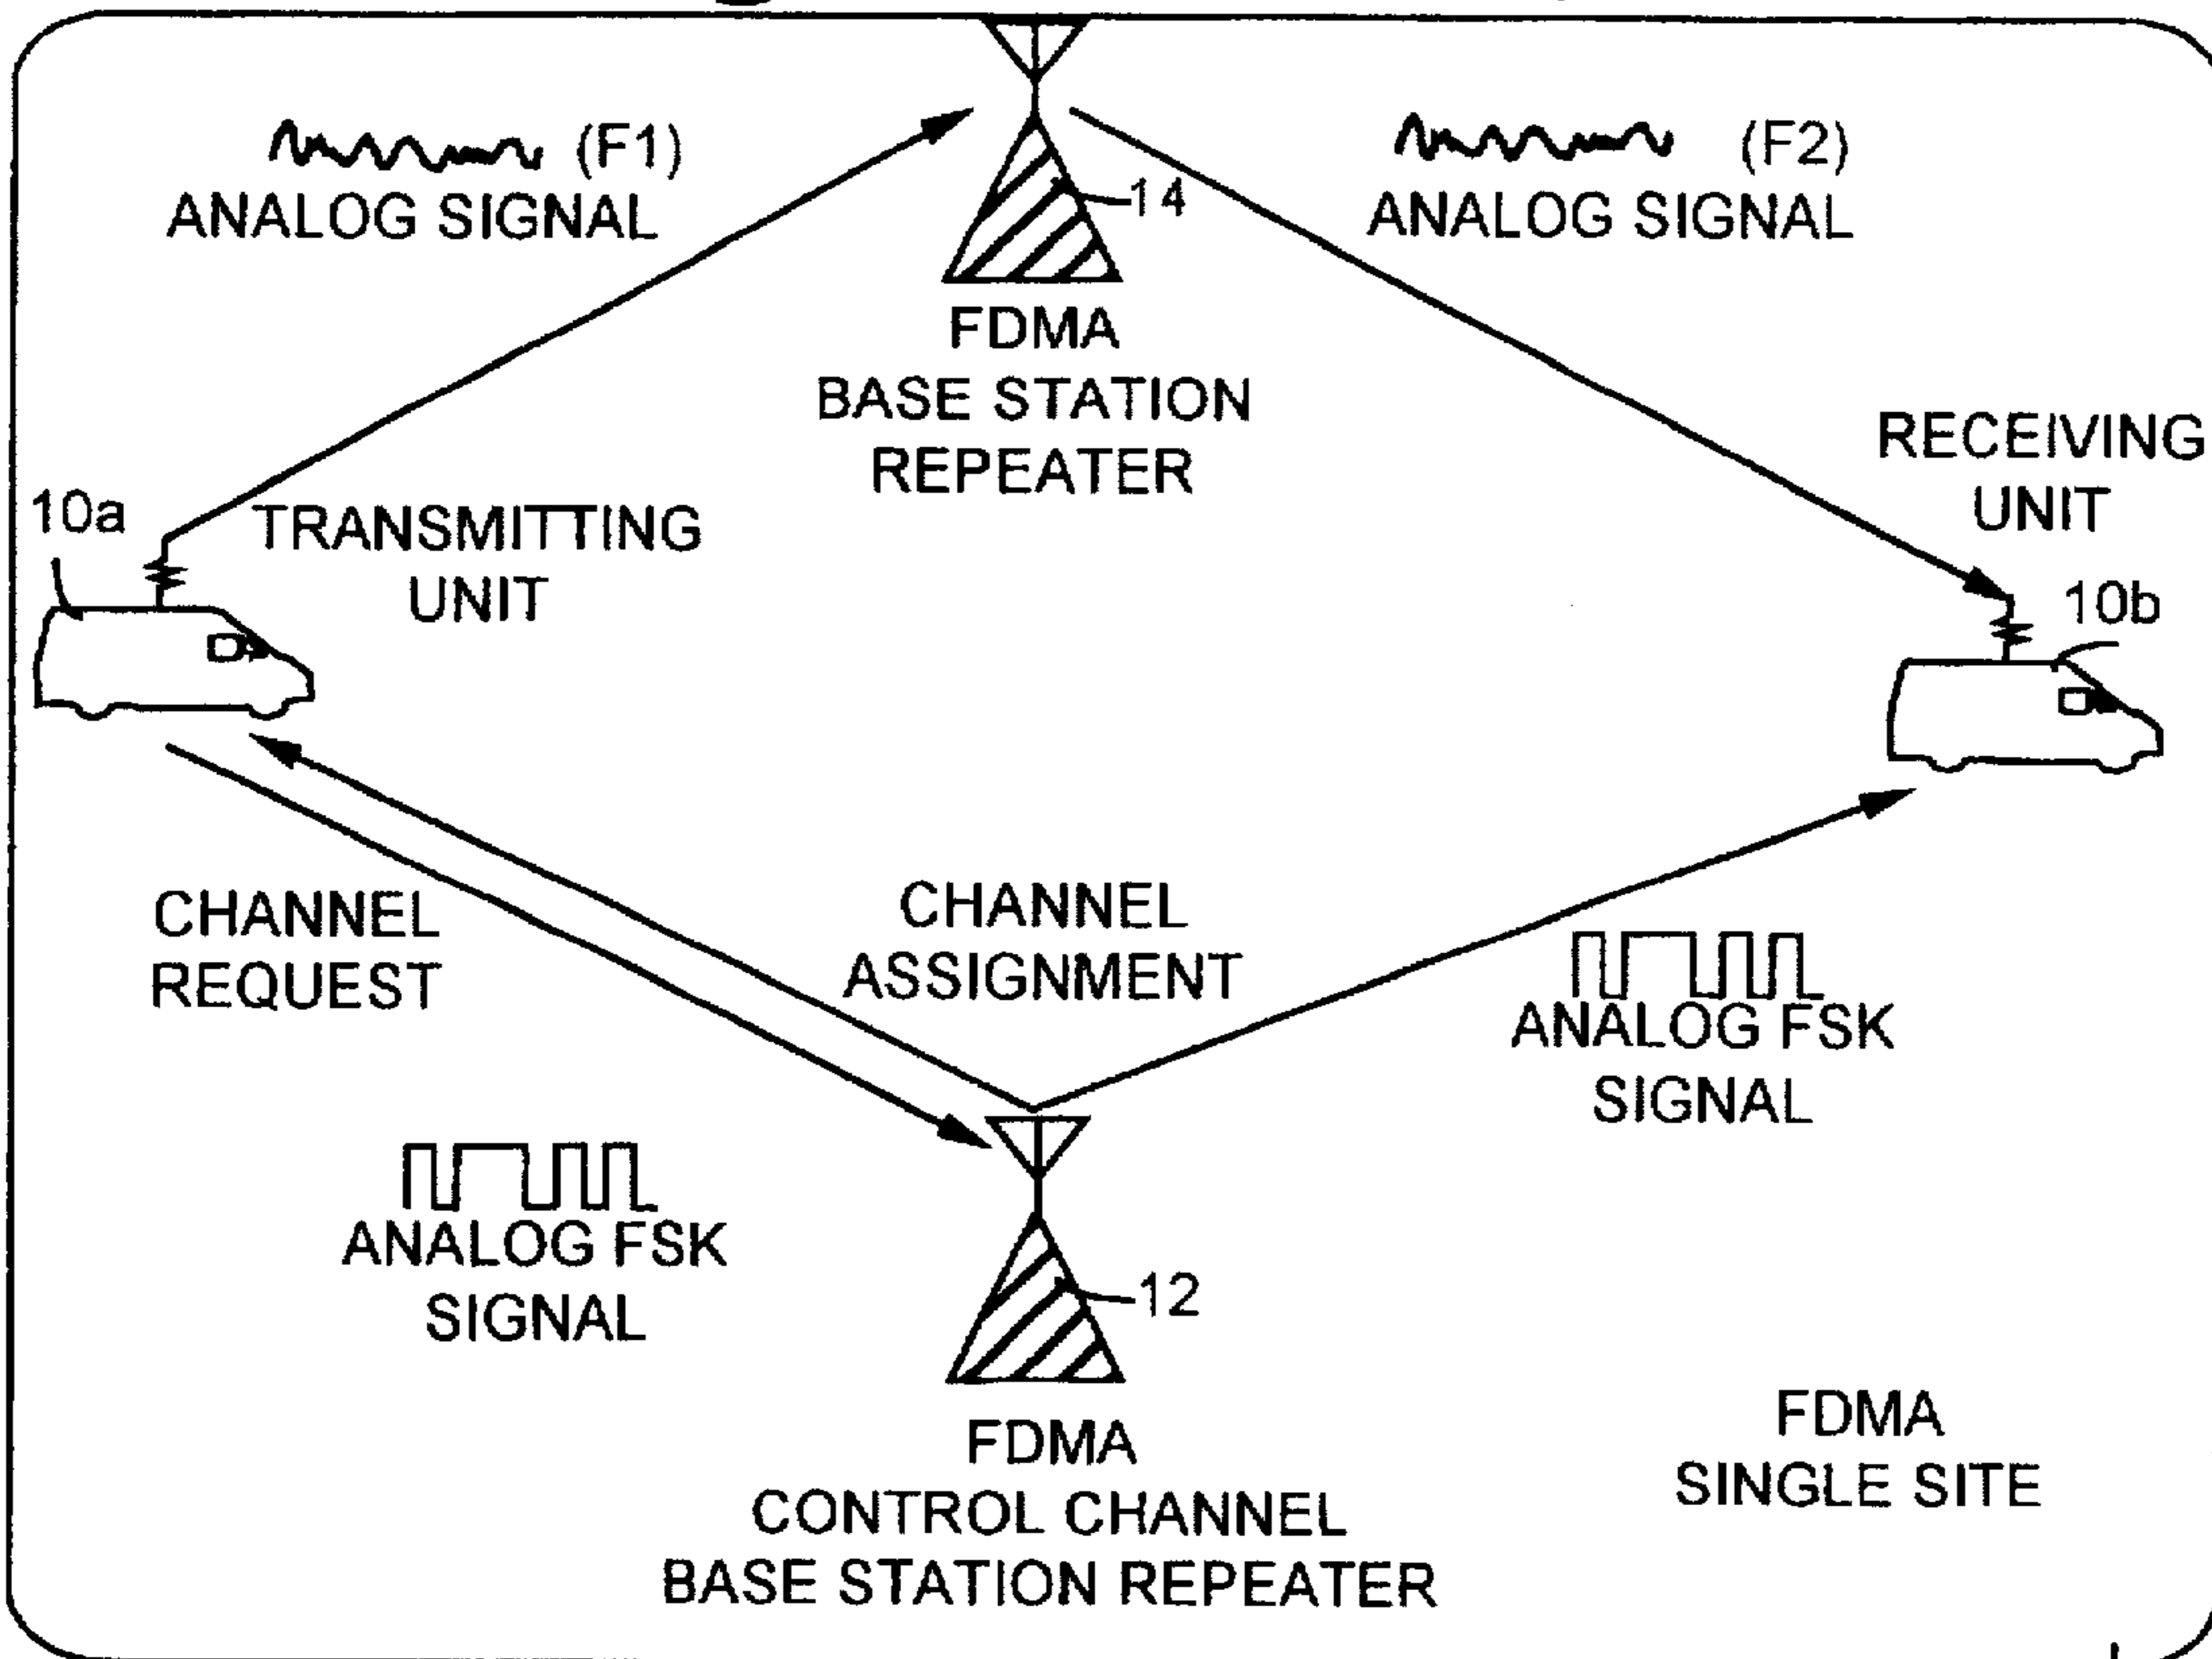 (F1)
ANALOG SIGNAL
14
(F2)
ANALOG SIGNAL
FDMA
BASE STATION
REPEATER
10a
TRANSMITTING
UNIT
RECEIVING
UNIT
10b
CHANNEL
REQUEST
CHANNEL
ASSIGNMENT
ANALOG FSK
SIGNAL
ANALOG FSK
SIGNAL
12
FDMA
CONTROL CHANNEL
BASE STATION REPEATER
FDMA
SINGLE SITE